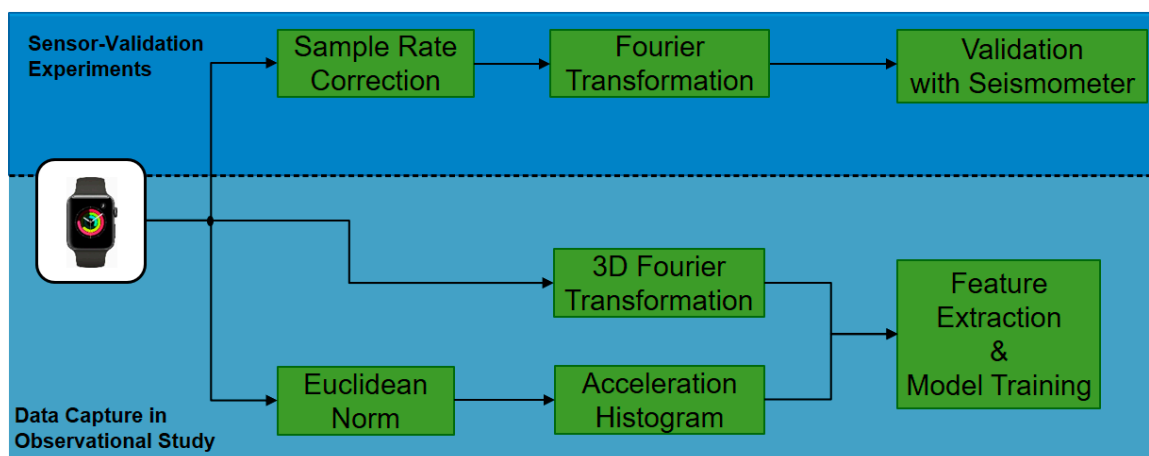 Sensor-Validation
Experiments
Sample Rate
Correction
Fourier
Transformation
Validation
with Seismometer
3D Fourier
Transformation
Feature
Extraction
&
Model Training
Euclidean
Norm
Acceleration
Histogram
Data Capture in
Observational Study